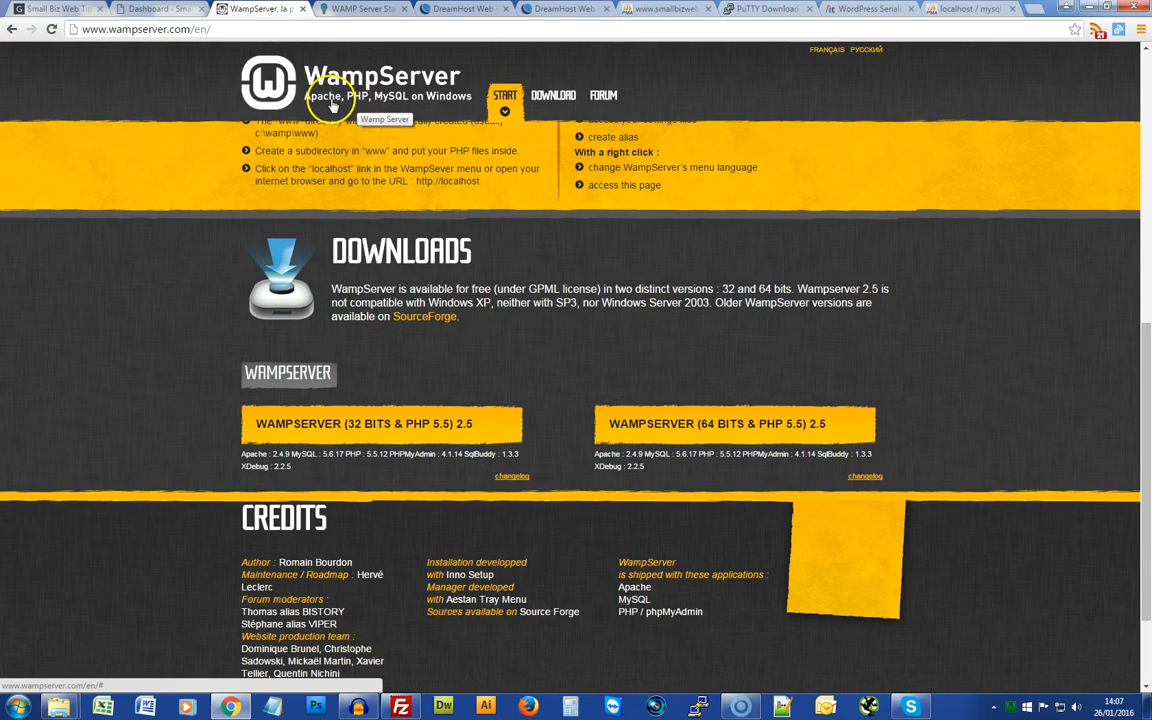 Small Biz Web Tip
Dashboard ‹ Smal
WampServer, la p
WAMP Server Sta
DreamHost Web
DreamHost Web
www.smallbizweb
PuTTY Download
WordPress Seriali
localhost / mysql
www.wampserver.com/en/
21
FRANÇAIS РУССКИЙ
WampServer
Apache, PHP, MySQL on Windows
START
DOWNLOAD
FORUM
Wamp Server
c:\wamp\www)
Create a subdirectory in "www" and put your PHP files inside.
Click on the "localhost" link in the WampSever menu or open your
internet browser and go to the URL : http://localhost
create alias
With a right click :
change WampServer's menu language
access this page
DOWNLOADS
WampServer is available for free (under GPML license) in two distinct versions : 32 and 64 bits. Wampserver 2.5 is
not compatible with Windows XP, neither with SP3, nor Windows Server 2003. Older WampServer versions are
available on SourceForge.
WAMPSERVER
WAMPSERVER (32 BITS & PHP 5.5) 2.5
Apache : 2.4.9 MySQL : 5.6.17 PHP : 5.5.12 PHPMyAdmin : 4.1.14 SqlBuddy : 1.3.3
XDebug : 2.2.5
changelog
WAMPSERVER (64 BITS & PHP 5.5) 2.5
Apache : 2.4.9 MySQL : 5.6.17 PHP : 5.5.12 PHPMyAdmin : 4.1.14 SqlBuddy : 1.3.3
XDebug : 2.2.5
changelog
CREDITS
Author : Romain Bourdon
Maintenance / Roadmap : Hervé
Leclerc
Forum moderators :
Thomas alias BISTORY
Stéphane alias VIPER
Website production team :
Dominique Brunel, Christophe
Sadowski, Mickaël Martin, Xavier
Tellier, Quentin Nichini
Installation developped
with Inno Setup
Manager developed
with Aestan Tray Menu
Sources available on Source Forge
WampServer
is shipped with these applications :
Apache
MySQL
PHP / phpMyAdmin
www.wampserver.com/en/#
Ps
Fz
Dw
Ai
14:07
26/01/2016